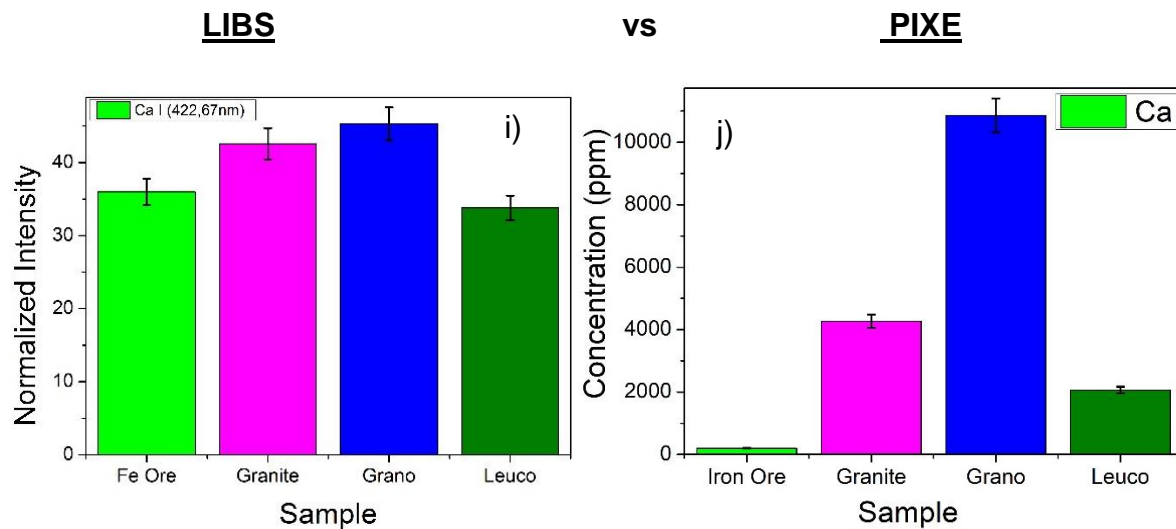 LIBS vs PIXE
Ca I (422,67nm)
i)
Normalized Intensity
40
30
20
10
0
Fe Ore Granite Grano Leuco
Sample
Ca
j)
Concentration (ppm)
10000
8000
6000
4000
2000
0
Iron Ore Granite Grano Leuco
Sample